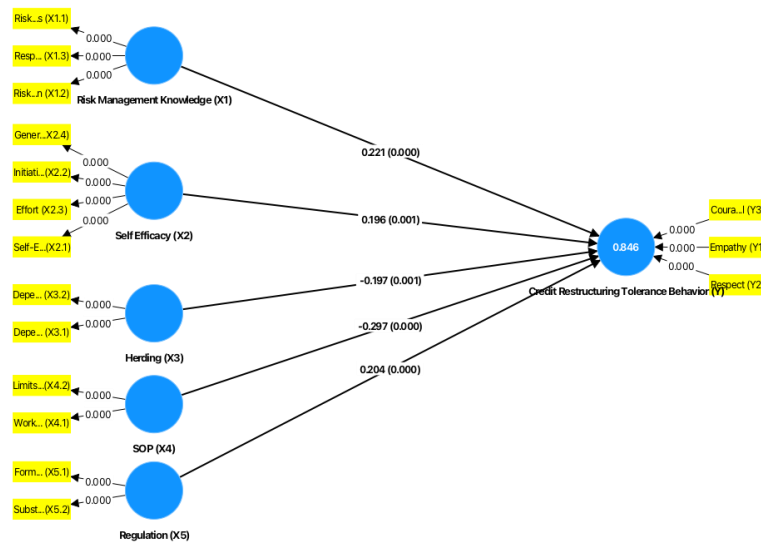 Risk...s (X1.1)
0.000
Resp... (X1.3)
0.000
Risk...n (X1.2)
0.000
Risk Management Knowledge (X1)
0.221 (0.000)
Gener...X2.4)
0.000
Initiati...(X2.2)
0.000
Effort (X2.3)
0.000
Self-E...(X2.1)
0.000
Self Efficacy (X2)
0.196 (0.001)
Depe... (X3.2)
0.000
Depe... (X3.1)
0.000
Herding (X3)
-0.197 (0.001)
Limits...(X4.2)
0.000
Work... (X4.1)
0.000
SOP (X4)
-0.297 (0.000)
Form... (X5.1)
0.000
Subst...(X5.2)
0.000
Regulation (X5)
0.204 (0.000)
0.846
Credit Restructuring Tolerance Behavior (Y)
Coura...l (Y3
0.000
Empathy (Y1
0.000
Respect (Y2
0.000